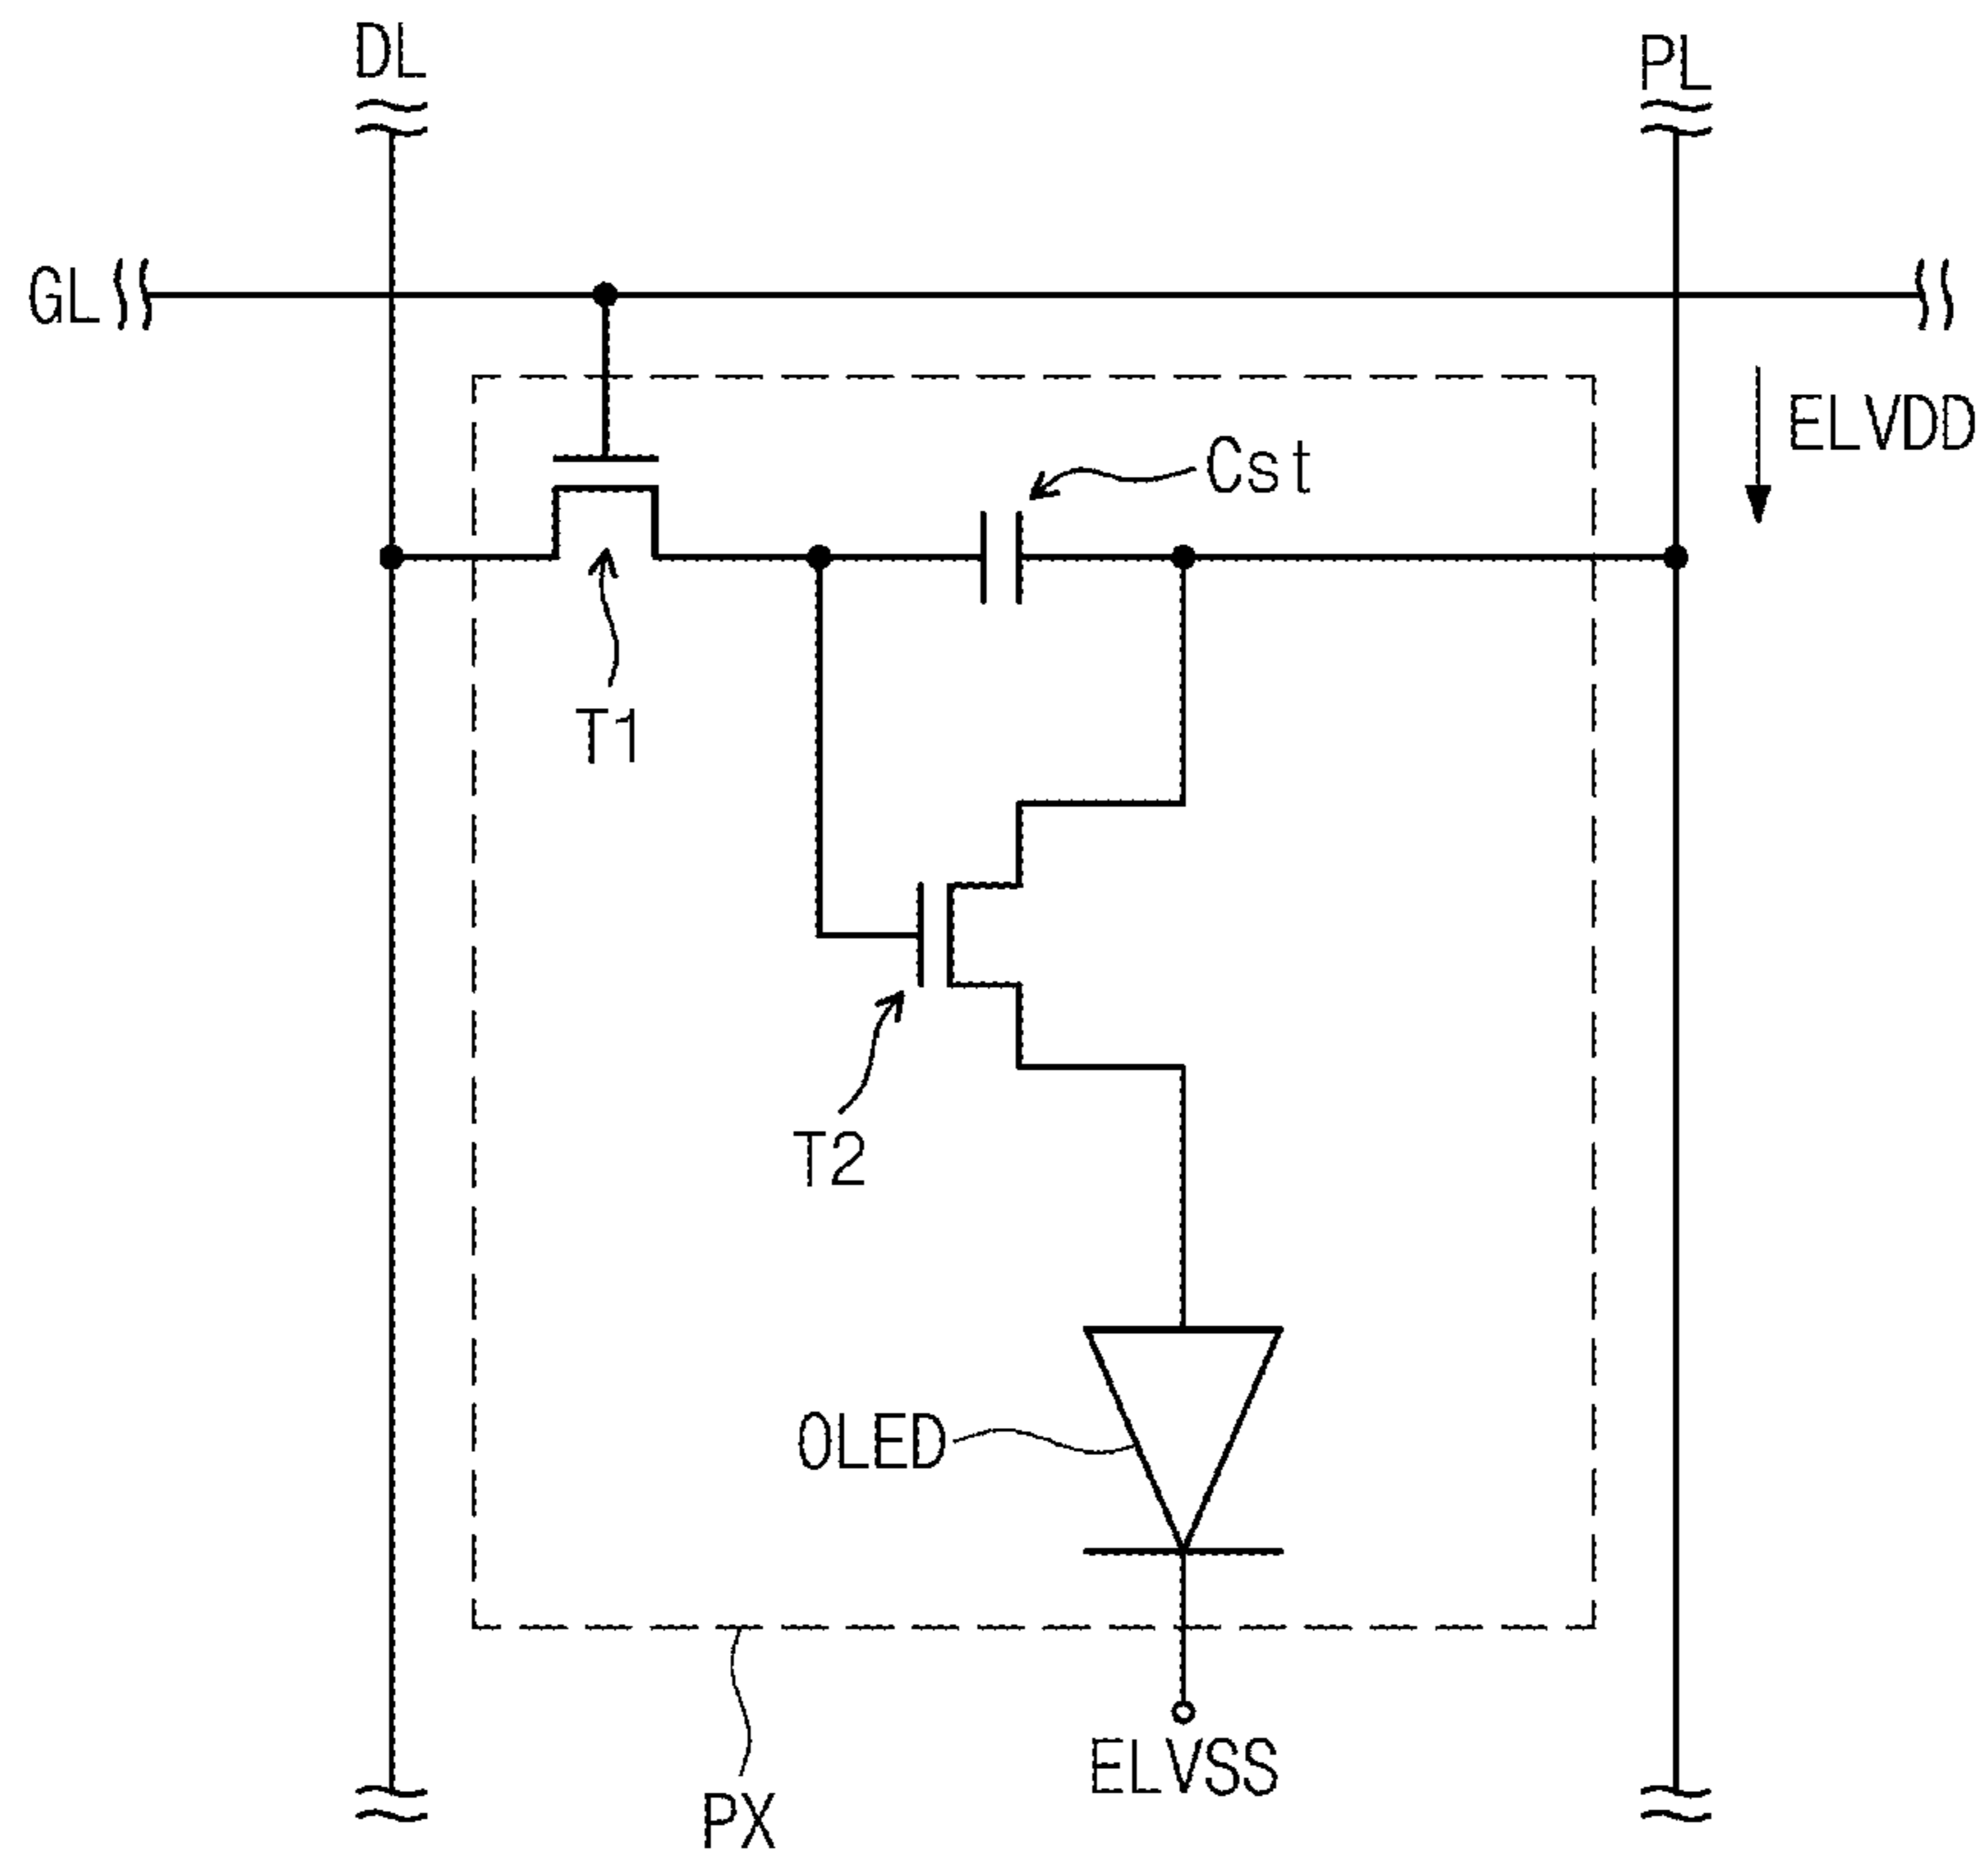 DL
PL
GL
ELVDD
Cst
T1
T2
OLED
ELVSS
PX